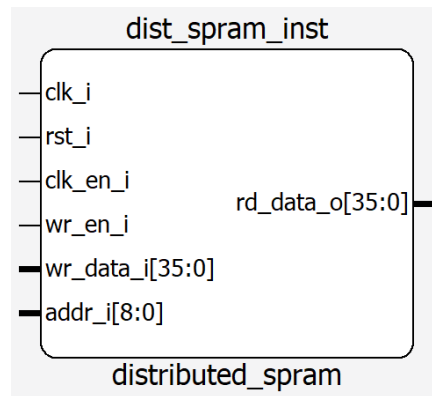 dist_spram_inst
clk_i
rst_i
clk_en_i
rd_data_o[35:0]
wr_en_i
wr_data_i[35:0]
addr_i[8:0]
distributed_spram